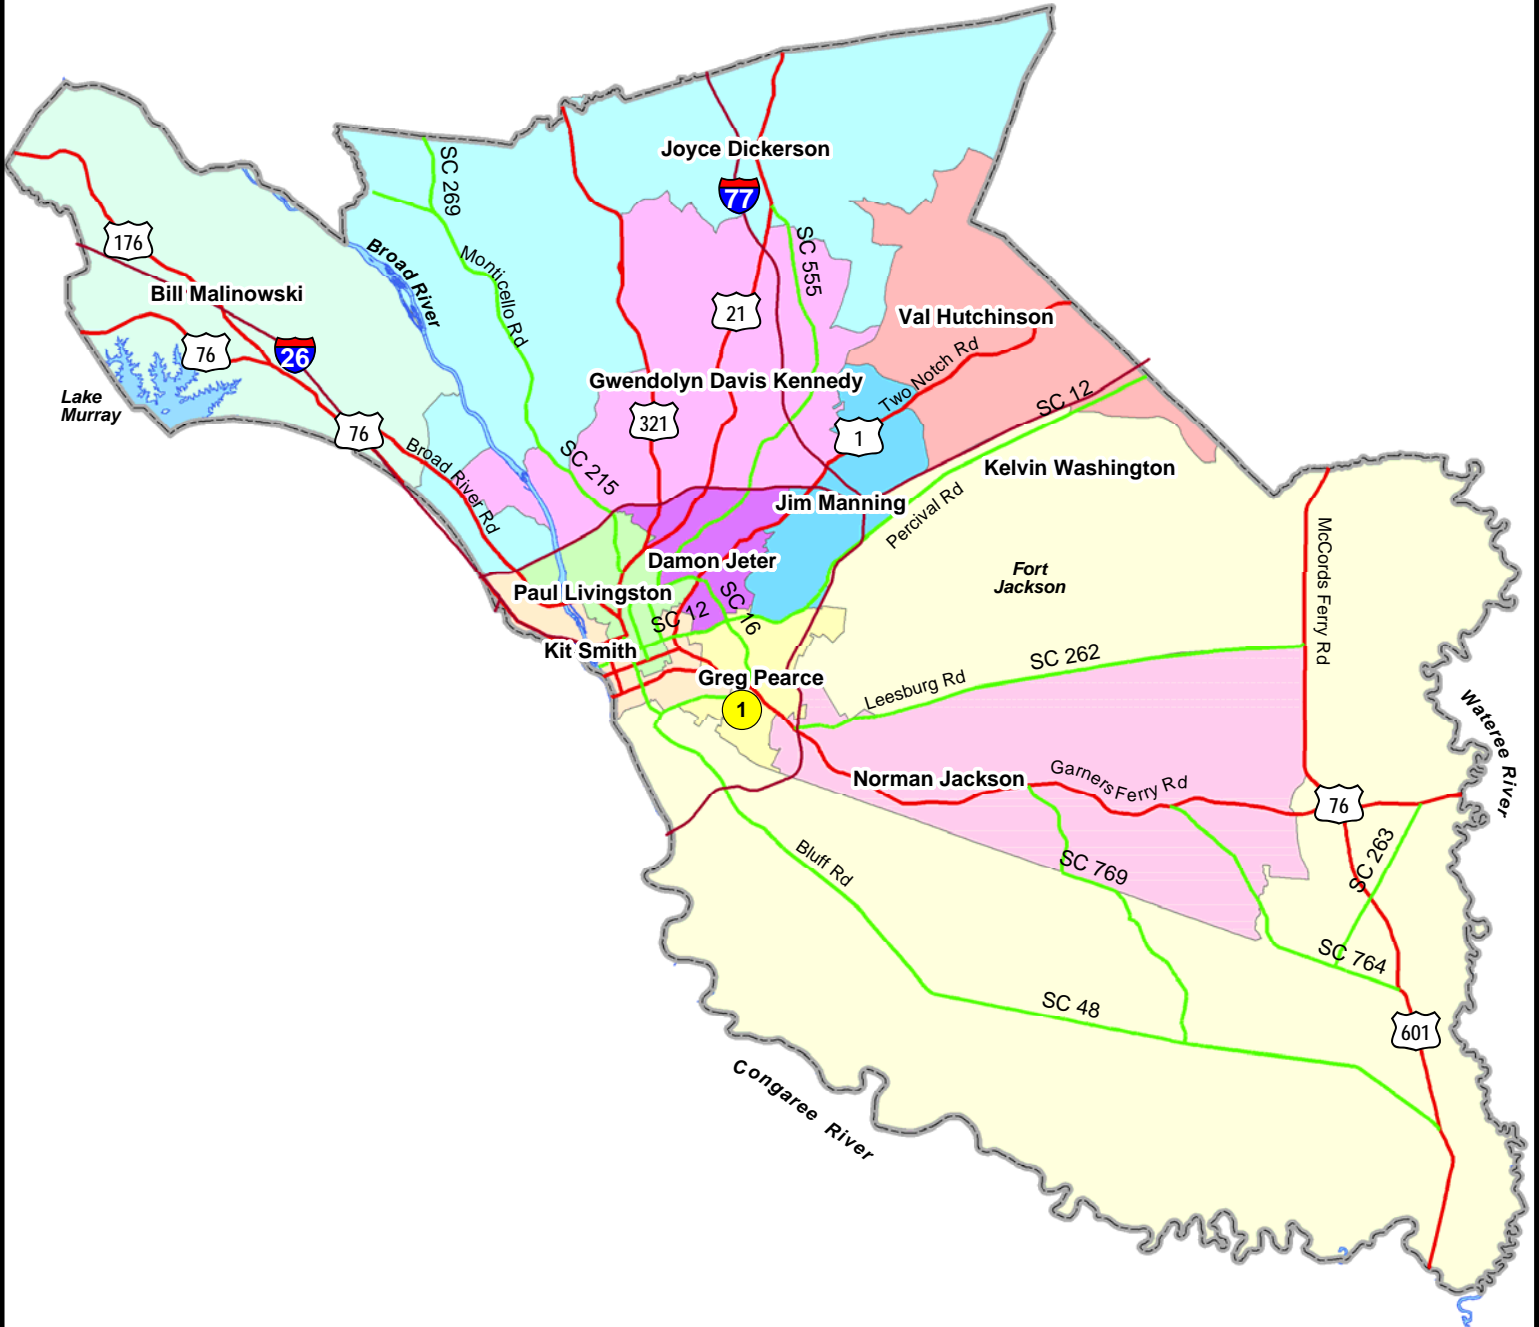 Joyce Dickerson
77
SC 269
176
Broad River
Monticello Rd
SC 555
Bill Malinowski
21
Val Hutchinson
76
26
Two Notch Rd
Gwendolyn Davis Kennedy
Lake
Murray
321
SC 12
76
1
Broad River Rd
SC 215
Kelvin Washington
Jim Manning
Percival Rd
McCords Ferry Rd
Damon Jeter
Fort
Jackson
Paul Livingston
SC 12
SC 16
Kit Smith
Greg Pearce
1
Leesburg Rd
SC 262
Wateree River
Norman Jackson
Garners Ferry Rd
76
Bluff Rd
SC 769
SC 263
SC 764
SC 48
601
Congaree River